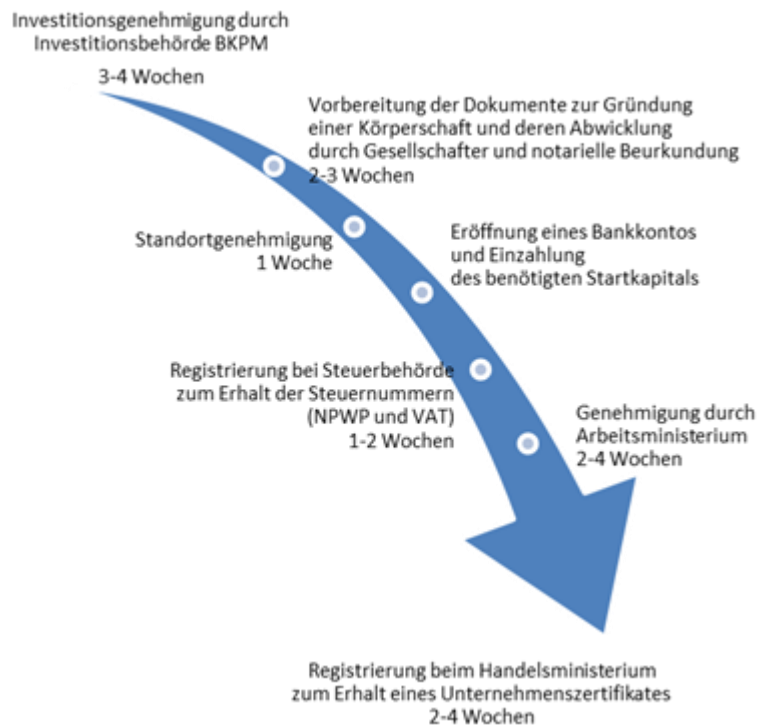 Investitionsgenehmigung durch
Investitionsbehörde BKPM
3-4 Wochen
Vorbereitung der Dokumente zur Gründung
einer Körperschaft und deren Abwicklung
durch Gesellschafter und notarielle Beurkundung
2-3 Wochen
Standortgenehmigung
1 Woche
Eröffnung eines Bankkontos
und Einzahlung
des benötigten Startkapitals
Registrierung bei Steuerbehörde
zum Erhalt der Steuernummern
(NPWP und VAT)
1-2 Wochen
Genehmigung durch
Arbeitsministerium
2-4 Wochen
Registrierung beim Handelsministerium
zum Erhalt eines Unternehmenszertifikates
2-4 Wochen